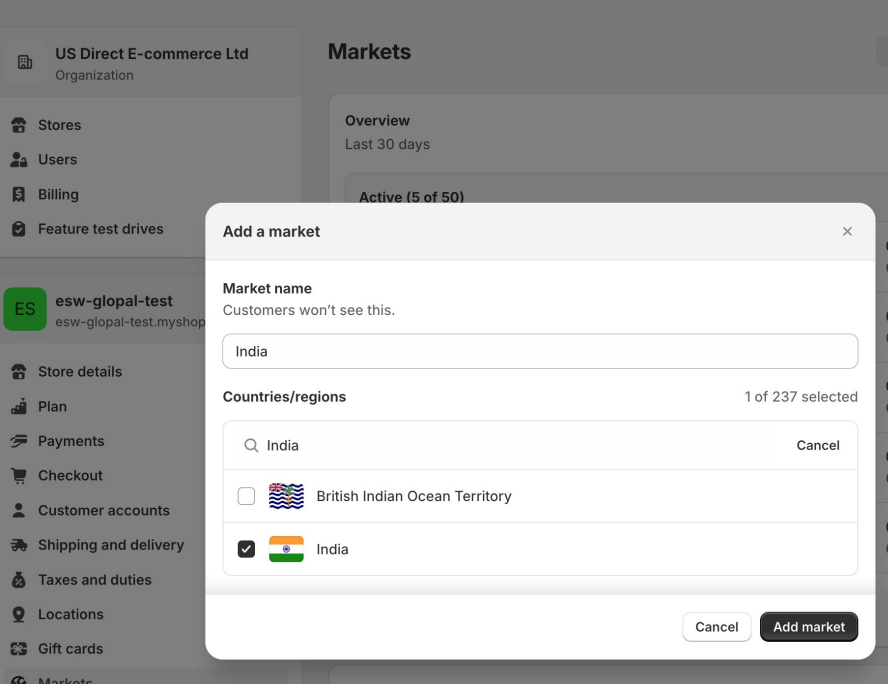 US Direct E-commerce Ltd
Organization
Stores
Users
Billing
Feature test drives
ES
esw-glopal-test
esw-glopal-test.myshop
Store details
Plan
Payments
Checkout
Customer accounts
Shipping and delivery
Taxes and duties
Locations
Gift cards
Markets
Markets
Overview
Last 30 days
Active (5 of 50)
Add a market
Market name
Customers won’t see this.
India
Countries/regions
1 of 237 selected
India
Cancel
British Indian Ocean Territory
India
Cancel
Add market